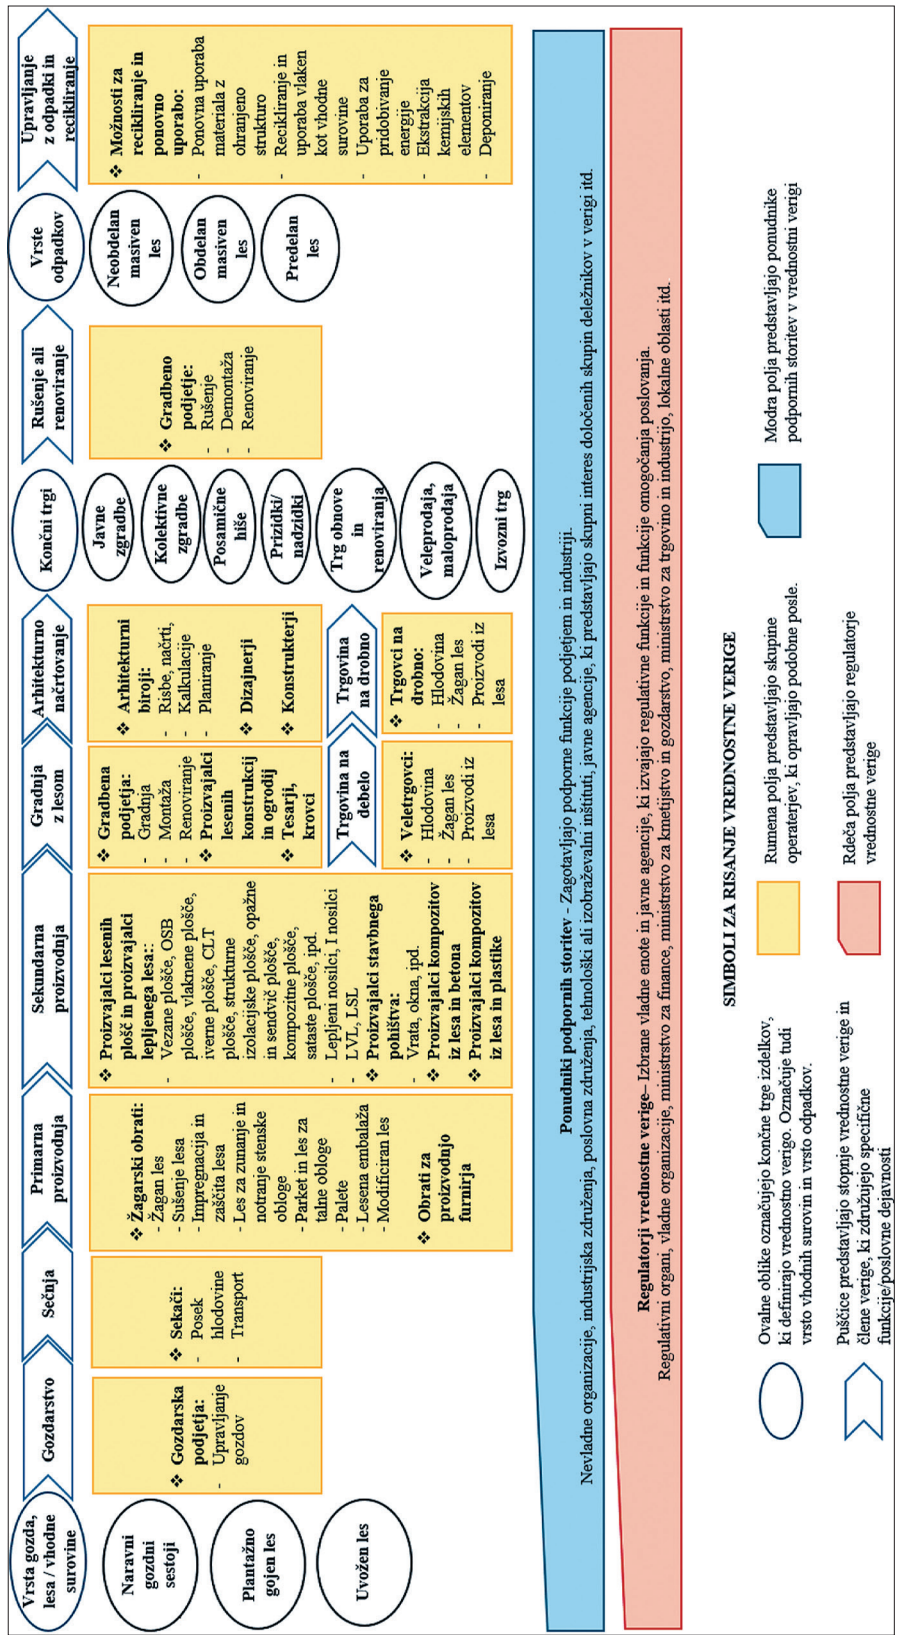 Vrsta gozda,
lesa / vhodne
surovine
Gozdarstvo
Sečnja
Primarna
proizvodnja
Sekundarna
proizvodnja
Gradnja
z lesom
Arhitekturno
načrtovanje
Končni trgi
Rušenje ali
renoviranje
Vrste
odpadkov
Upravljanje
z odpadki in
recikliranje
Naravni
gozdni
sestoji
Plantažno
gojen les
Uvožen les
❖ Gozdarska
podjetja:
- Upravljanje
gozdov
❖ Sekači:
- Posek
hlodovine
- Transport
❖ Žagarski obrati:
- Žagan les
- Sušenje lesa
- Impregnacija in
zaščita lesa
- Les za zunanje in
notranje stenske
obloge
- Parket in les za
talne obloge
- Palete
- Lesena embalaža
- Modificiran les
❖ Obrati za
proizvodnjo
furnirja
❖ Proizvajalci lesenih
plošč in proizvajalci
lepljenega lesa::
- Vezane plošče, OSB
plošče, vlaknene plošče,
iverne plošče, CLT
plošče, strukturne
izolacijske plošče, opažne
in sendvič plošče,
kompozitne plošče,
sataste plošče, ipd.
- Lepljeni nosilci, I nosilci
- LVL, LSL
❖ Proizvajalci stavbnega
pohištva:
- Vrata, okna, ipd.
❖ Proizvajalci kompozitov
iz lesa in betona
❖ Proizvajalci kompozitov
iz lesa in plastike
❖ Gradbena
podjetja:
- Gradnja
- Montaža
- Renoviranje
❖ Proizvajalci
lesenih
konstrukcij
in ogrodij
❖ Tesarji,
krovci
Trgovina na
debelo
❖ Veletrgovci:
- Hlodovina
- Žagan les
- Proizvodi iz
lesa
❖ Arhitekturni
biroji:
- Risbe, načrti,
- Kalkulacije
- Planiranje
❖ Dizajnerji
❖ Konstrukterji
Trgovina
na drobno
❖ Trgovci na
drobno:
- Hlodovina
- Žagan les
- Proizvodi iz
lesa
Javne
zgradbe
Kolektivne
zgradbe
Posamične
hiše
Prizidki/
nadzidki
Trg obnove
in
renoviranja
Veleprodaja,
maloprodaja
Izvozni trg
❖ Gradbeno
podjetje:
- Rušenje
- Demontaža
- Renoviranje
Neobdelan
masiven
les
Obdelan
masiven
les
Predelan
les
❖ Možnosti za
recikliranje in
ponovno
uporabo:
- Ponovna uporaba
materiala z
ohranjeno
strukturo
- Recikliranje in
uporaba vlaken
kot vhodne
surovine
- Uporaba za
pridobivanje
energije
- Ekstrakcija
kemijskih
elementov
- Deponiranje
Ponudniki podpornih storitev - Zagotavljajo podporne funkcije podjetjem in industriji.
Nevladne organizacije, industrijska združenja, poslovna združenja, tehnološki ali izobraževalni inštituti, javne agencije, ki predstavljajo skupni interes določenih skupin deležnikov v verigi itd.
Regulatorji vrednostne verige– Izbrane vladne enote in javne agencije, ki izvajajo regulativne funkcije in funkcije omogočanja poslovanja.
Regulativni organi, vladne organizacije, ministrstvo za finance, ministrstvo za kmetijstvo in gozdarstvo, ministrstvo za trgovino in industrijo, lokalne oblasti itd.
SIMBOLI ZA RISANJE VREDNOSTNE VERIGE
Ovalne oblike označujejo končne trge izdelkov,
ki definirajo vrednostno verigo. Označuje tudi
vrsto vhodnih surovin in vrsto odpadkov.
Rumena polja predstavljajo skupine
operaterjev, ki opravljajo podobne posle.
Modra polja predstavljajo ponudnike
podpornih storitev v vrednostni verigi
Puščice predstavljajo stopnje vrednostne verige in
člene verige, ki združujejo specifične
funkcije/poslovne dejavnosti
Rdeča polja predstavljajo regulatorje
vrednostne verige